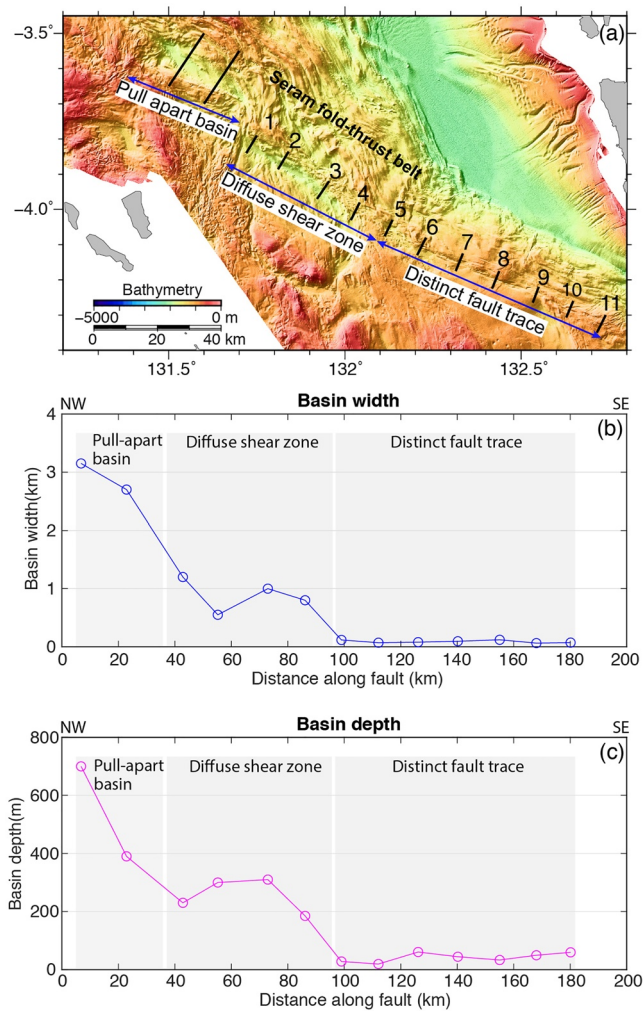 −3.5°
(a)
Seram fold-thrust belt
Pull apart basin
1
2
3
4
5
6
7
8
9
10
11
−4.0°
Diffuse shear zone
Distinct fault trace
Bathymetry
−5000 0 m
0 20 40 km
131.5° 132° 132.5°
NW Basin width SE
(b)
Pull-apart
basin
Diffuse shear zone
Distinct fault trace
Basin width(km)
4
3
2
1
0
0 20 40 60 80 100 120 140 160 180 200
Distance along fault (km)
NW Basin depth SE
(c)
Pull-apart
basin
Diffuse shear zone
Distinct fault trace
Basin depth(m)
800
600
400
200
0
0 20 40 60 80 100 120 140 160 180 200
Distance along fault (km)